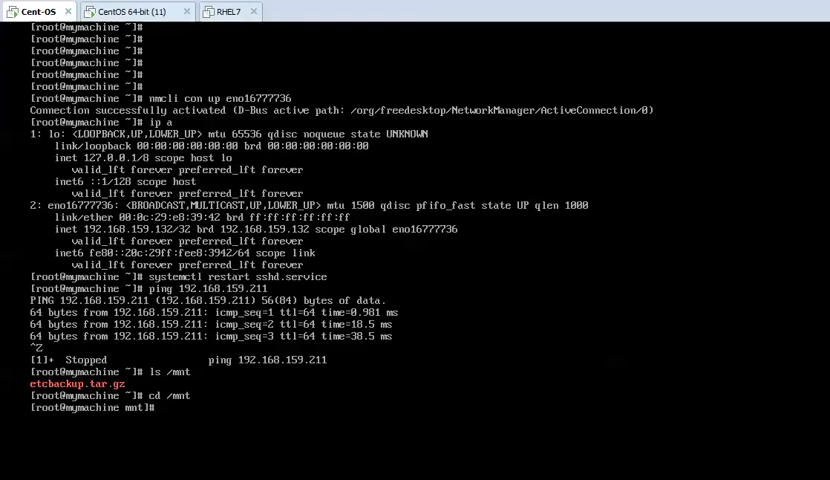 Cent-OS
CentOS 64-bit (11)
RHEL7
[root@mymachine ~]#
[root@mymachine ~]#
[root@mymachine ~]#
[root@mymachine ~]#
[root@mymachine ~]#
[root@mymachine ~]#
[root@mymachine ~]# nmcli con up eno16777736
Connection successfully activated (D-Bus active path: /org/freedesktop/NetworkManager/ActiveConnection/0)
[root@mymachine ~]# ip a
1: lo: <LOOPBACK,UP,LOWER_UP> mtu 65536 qdisc noqueue state UNKNOWN
link/loopback 00:00:00:00:00:00 brd 00:00:00:00:00:00
inet 127.0.0.1/8 scope host lo
valid_lft forever preferred_lft forever
inet6 ::1/128 scope host
valid_lft forever preferred_lft forever
2: eno16777736: <BROADCAST,MULTICAST,UP,LOWER_UP> mtu 1500 qdisc pfifo_fast state UP qlen 1000
link/ether 00:0c:29:e8:39:42 brd ff:ff:ff:ff:ff:ff
inet 192.168.159.132/32 brd 192.168.159.132 scope global eno16777736
valid_lft forever preferred_lft forever
inet6 fe80::20c:29ff:fee8:3942/64 scope link
valid_lft forever preferred_lft forever
[root@mymachine ~]# systemctl restart sshd.service
[root@mymachine ~]# ping 192.168.159.211
PING 192.168.159.211 (192.168.159.211) 56(84) bytes of data.
64 bytes from 192.168.159.211: icmp_seq=1 ttl=64 time=0.981 ms
64 bytes from 192.168.159.211: icmp_seq=2 ttl=64 time=18.5 ms
64 bytes from 192.168.159.211: icmp_seq=3 ttl=64 time=38.5 ms
^Z
[1]+  Stopped                 ping 192.168.159.211
[root@mymachine ~]# ls /mnt
etcbackup.tar.gz
[root@mymachine ~]# cd /mnt
[root@mymachine mnt]#